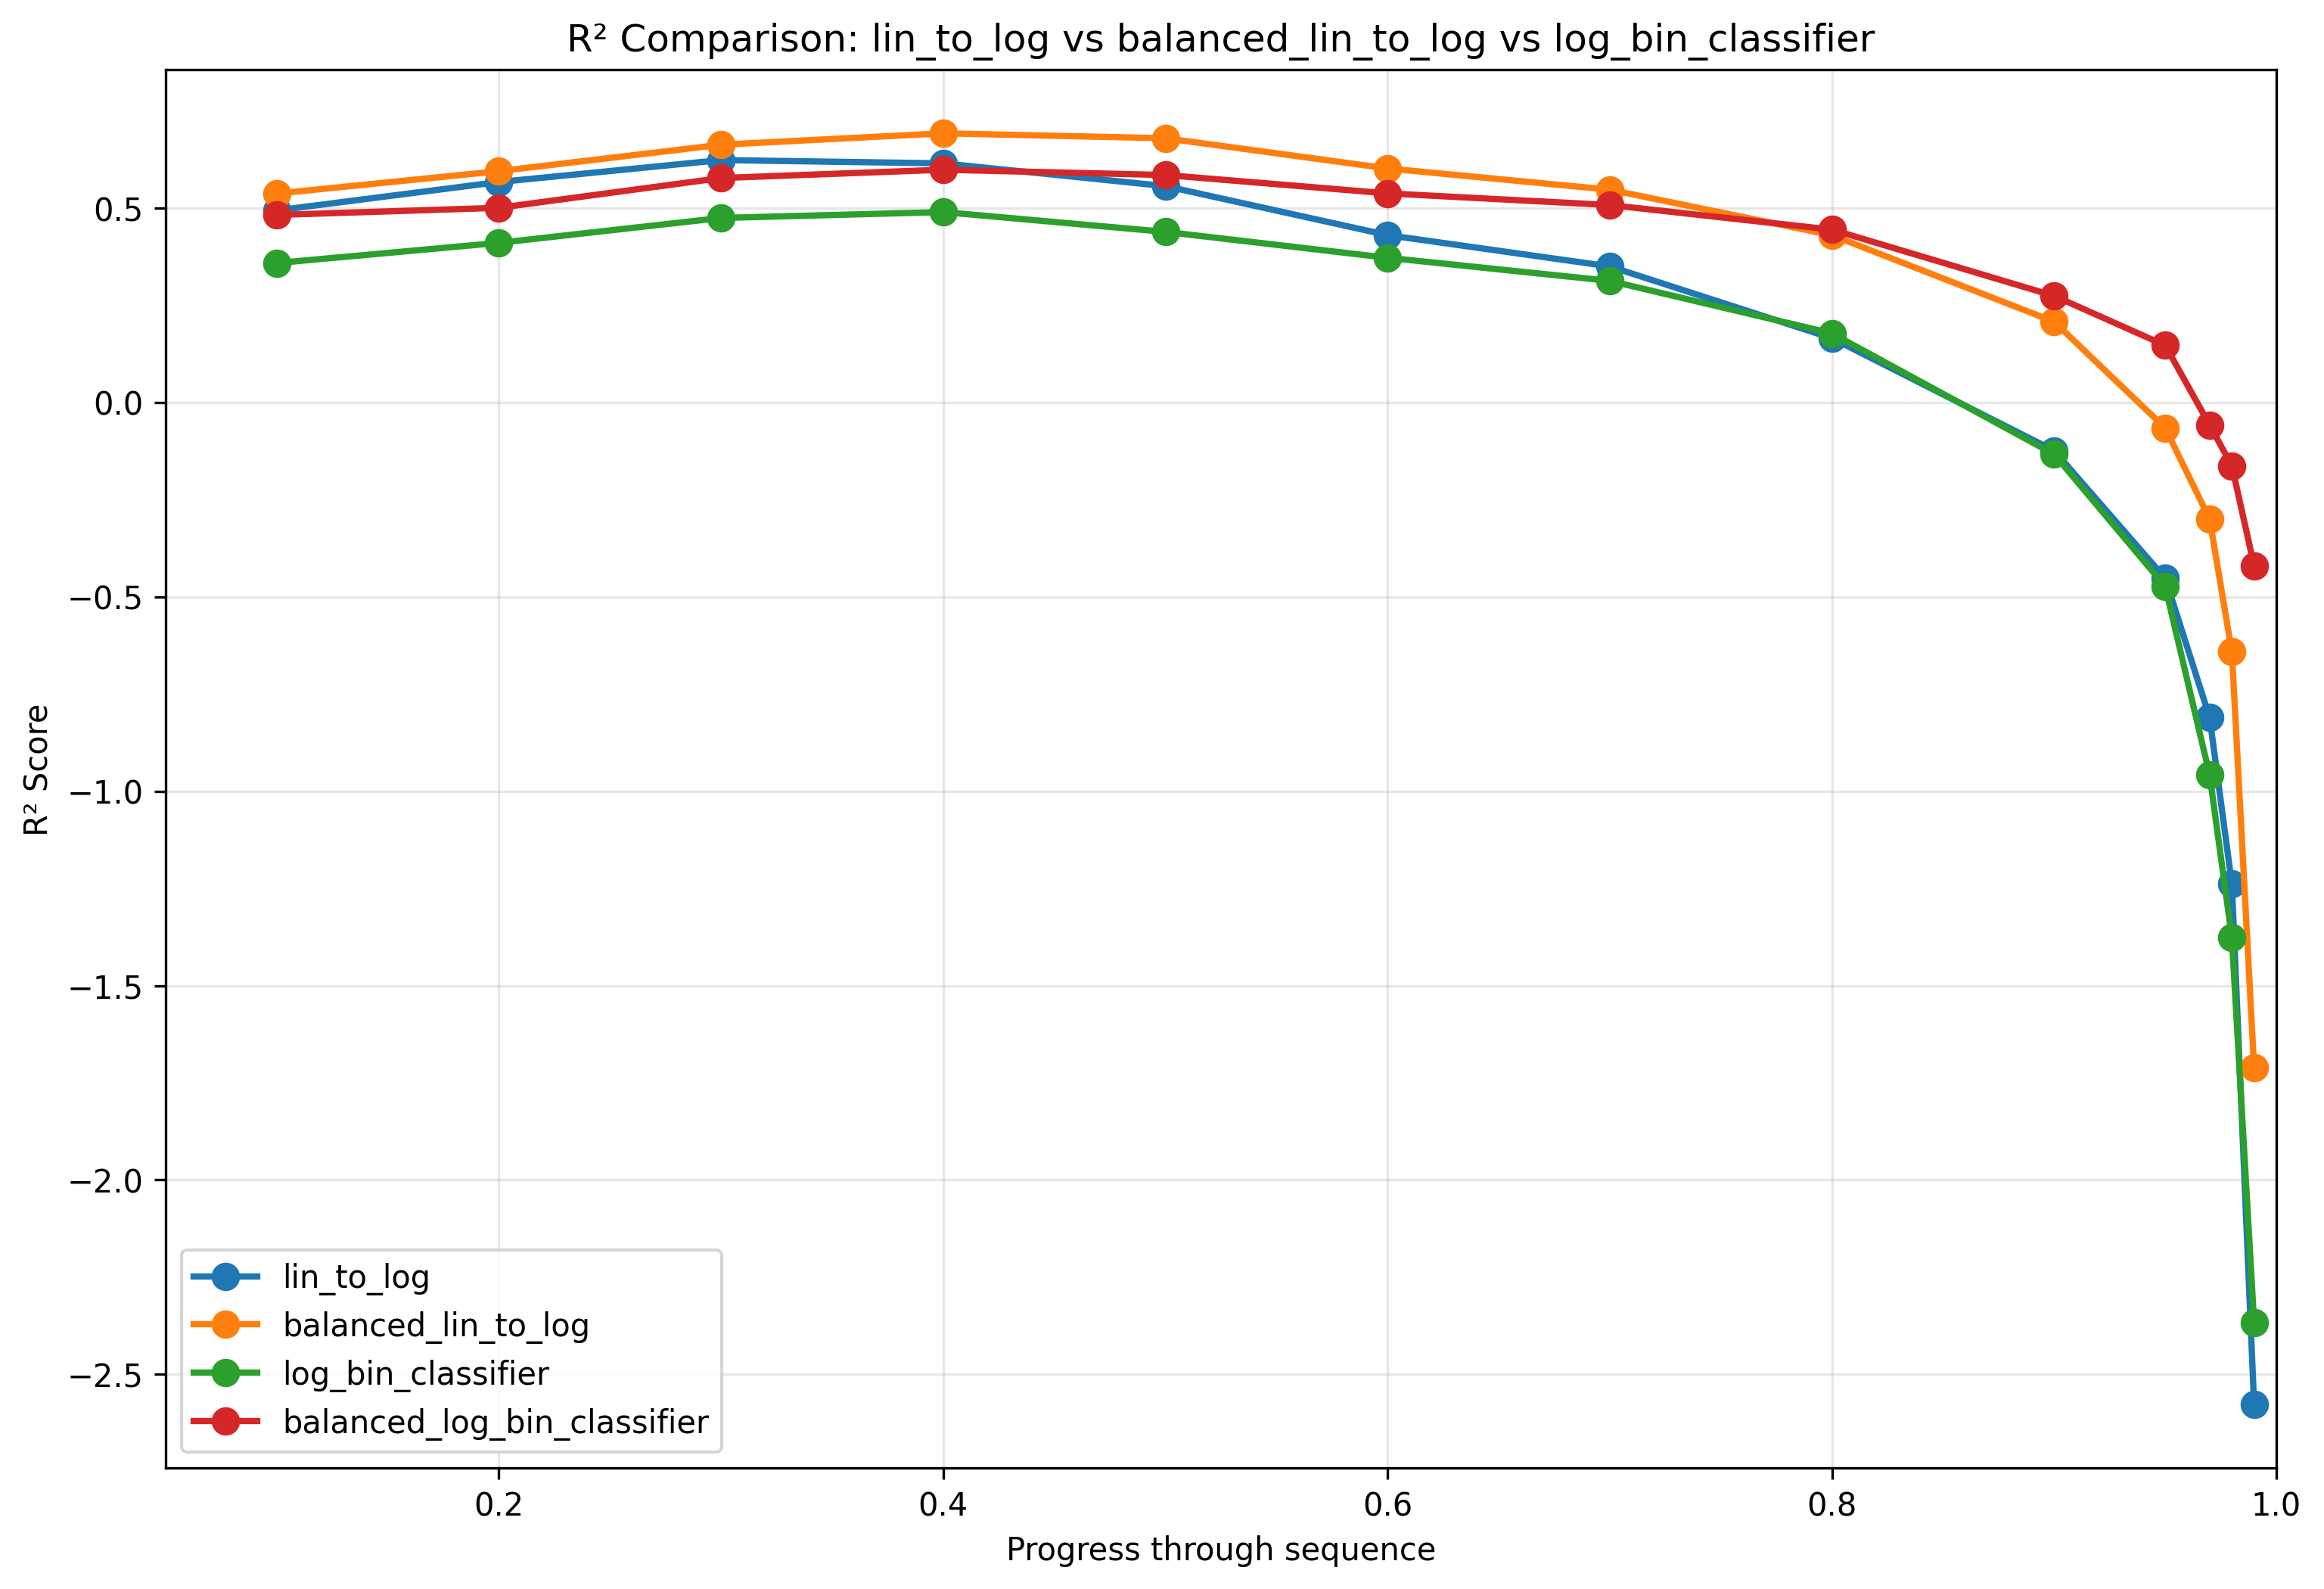 R² Comparison: lin_to_log vs balanced_lin_to_log vs log_bin_classifier
R² Score
0.5
0.0
−0.5
−1.0
−1.5
−2.0
−2.5
lin_to_log
balanced_lin_to_log
log_bin_classifier
balanced_log_bin_classifier
0.2 0.4 0.6 0.8 1.0
Progress through sequence